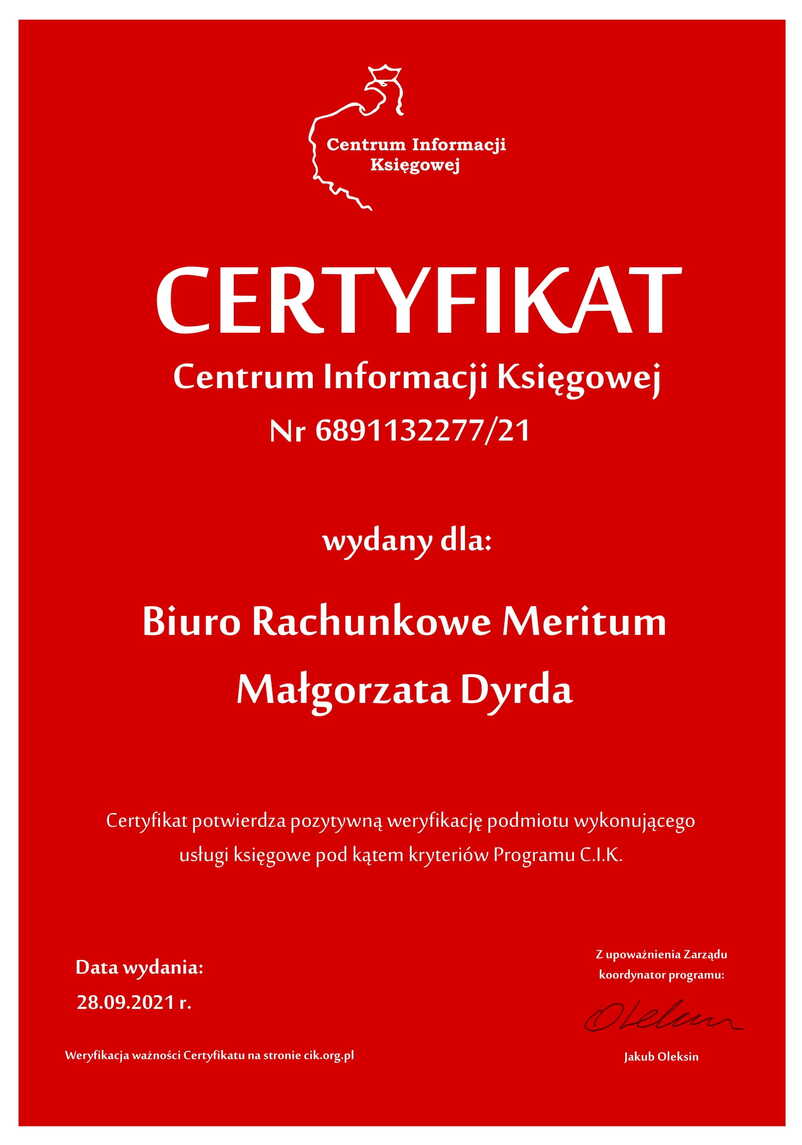 Centrum Informacji
Księgowej
CERTYFIKAT
Centrum Informacji Księgowej
Nr 6891132277/21
wydany dla:
Biuro Rachunkowe Meritum
Małgorzata Dyrda
Certyfikat potwierdza pozytywną weryfikację podmiotu wykonującego
usługi księgowe pod kątem kryteriów Programu C.I.K.
Data wydania:
28.09.2021 r.
Weryfikacja ważności Certyfikatu na stronie cik.org.pl
Z upoważnienia Zarządu
koordynator programu:
Jakub Oleksin